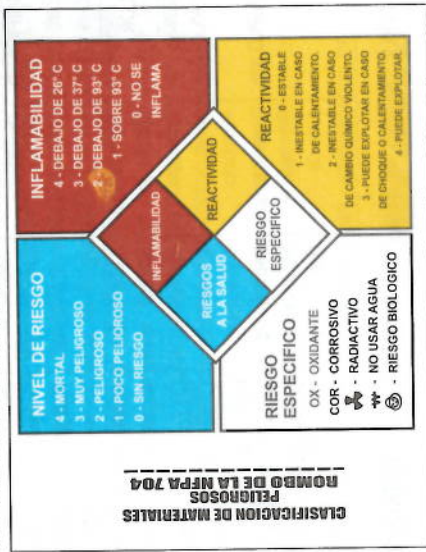 CLASIFICACION DE MATERIALES
PELIGROSOS
ROMBO DE LA NFPA 704
NIVEL DE RIESGO
4 - MORTAL
3 - MUY PELIGROSO
2 - PELIGROSO
1 - POCO PELIGROSO
0 - SIN RIESGO
INFLAMABILIDAD
4 - DEBAJO DE 26° C
3 - DEBAJO DE 37° C
2 - DEBAJO DE 93° C
1 - SOBRE 93° C
0 - NO SE
INFLAMA
INFLAMABILIDAD
RIESGOS
A LA SALUD
REACTIVIDAD
RIESGO
ESPECIFICO
RIESGO
ESPECIFICO
OX - OXIDANTE
COR - CORROSIVO
- RADIACTIVO
W - NO USAR AGUA
- RIESGO BIOLOGICO
REACTIVIDAD
0 - ESTABLE
1 - INESTABLE EN CASO
DE CALENTAMIENTO
2 - INESTABLE EN CASO
DE CAMBIO QUÍMICO VIOLENTO.
3 - PUEDE EXPLOTAR EN CASO
DE CHOQUE O CALENTAMIENTO.
4 - PUEDE EXPLOTAR.